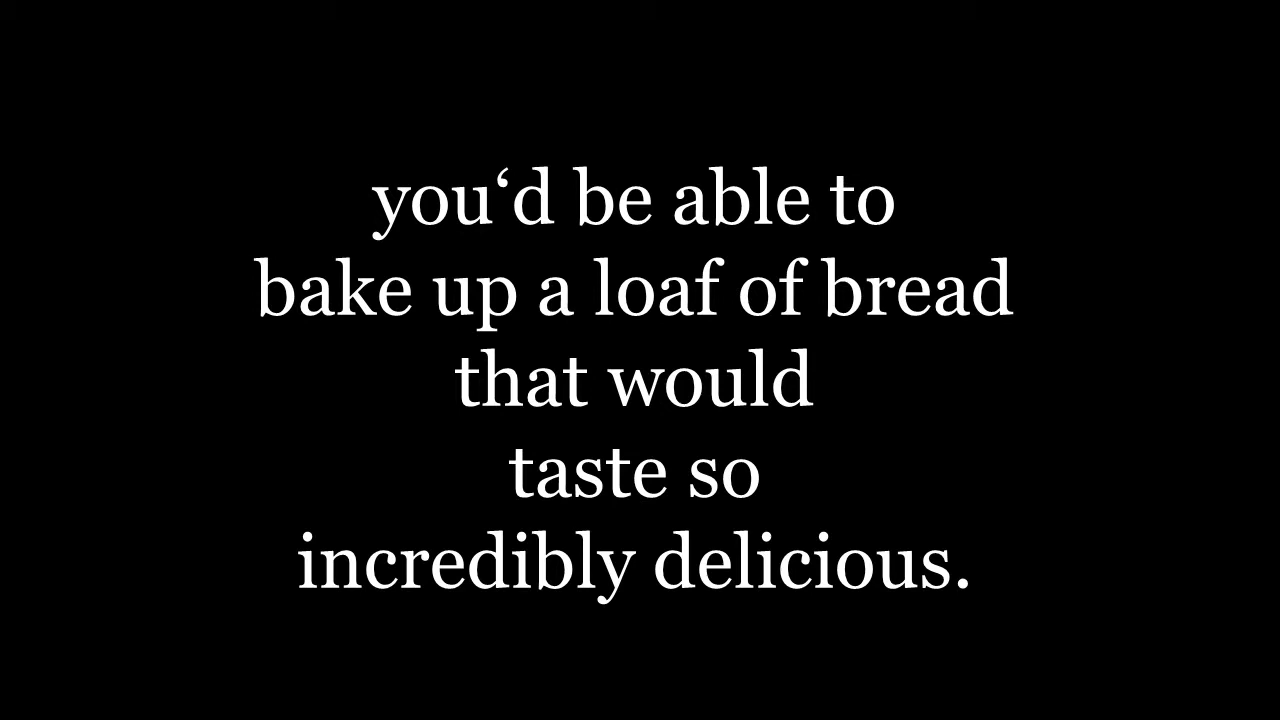 you‘d be able to
bake up a loaf of bread
that would
taste so
incredibly delicious.